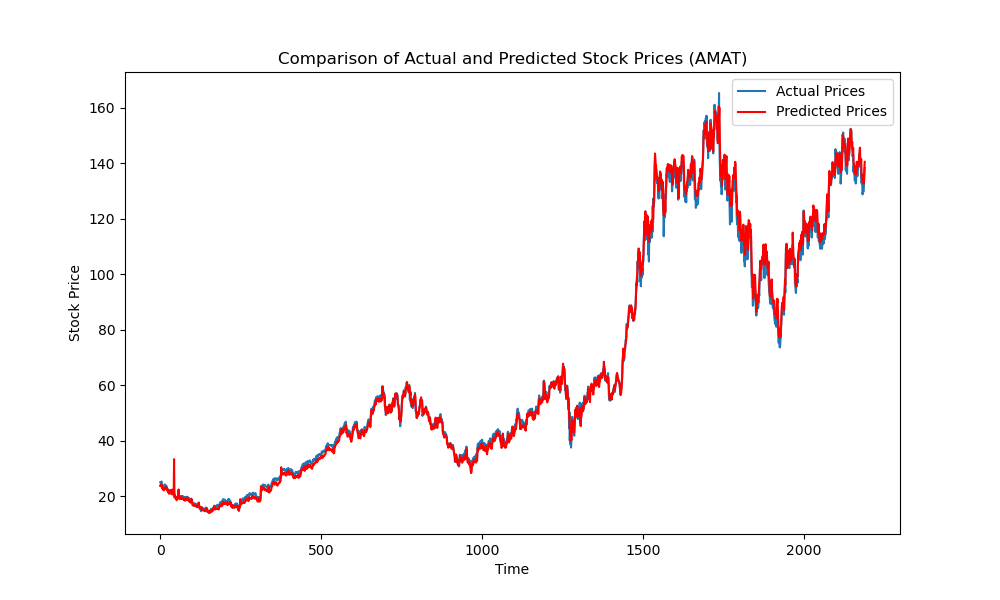 Comparison of Actual and Predicted Stock Prices (AMAT)
Actual Prices
Predicted Prices
160
140
120
100
80
60
40
20
Stock Price
0
500
1000
1500
2000
Time